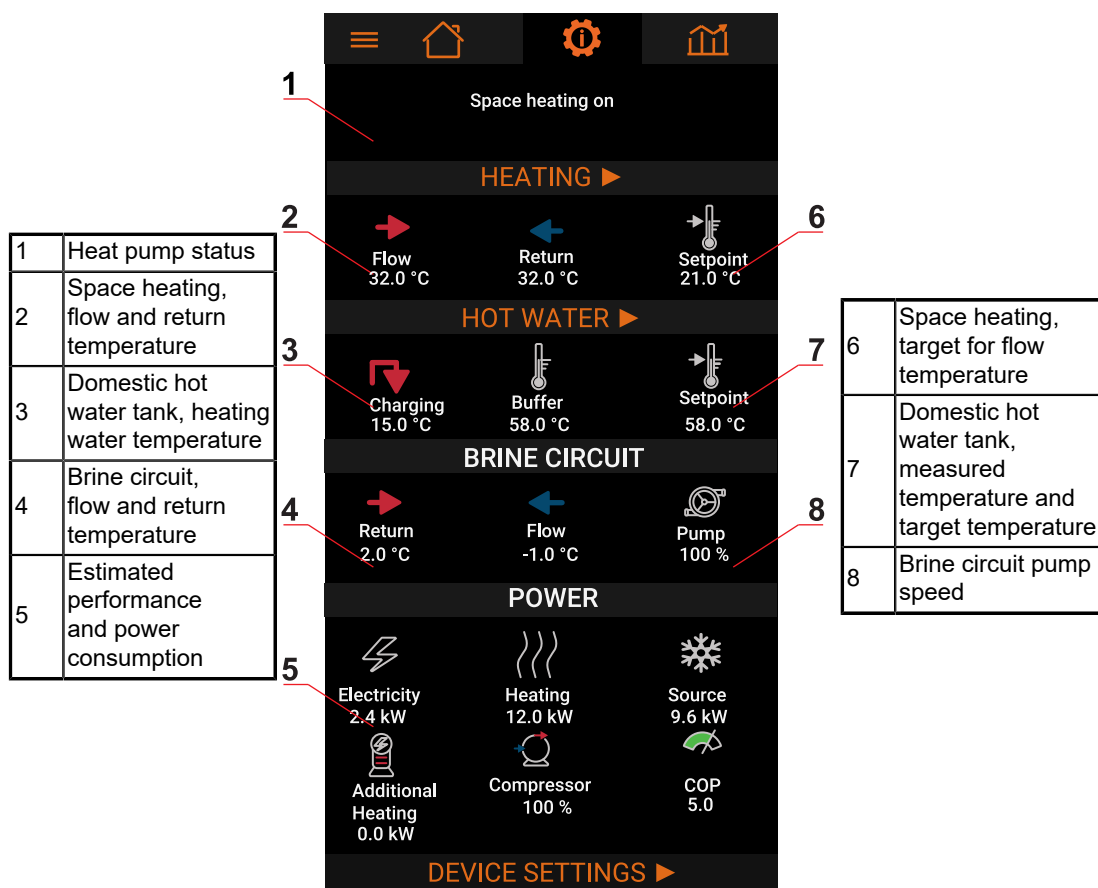 1
Space heating on
HEATING ►
2
6
Flow
32.0 °C
Return
32.0 °C
Setpoint
21.0 °C
HOT WATER ►
3
7
Charging
15.0 °C
Buffer
58.0 °C
Setpoint
58.0 °C
BRINE CIRCUIT
4
8
Return
2.0 °C
Flow
-1.0 °C
Pump
100 %
POWER
5
Electricity
2.4 kW
Heating
12.0 kW
Source
9.6 kW
Additional
Heating
0.0 kW
Compressor
100 %
COP
5.0
DEVICE SETTINGS ►
1 Heat pump status
2 Space heating,
flow and return
temperature
3 Domestic hot
water tank, heating
water temperature
4 Brine circuit,
flow and return
temperature
5 Estimated
performance
and power
consumption
6 Space heating,
target for flow
temperature
7 Domestic hot
water tank,
measured
temperature and
target temperature
8 Brine circuit pump
speed